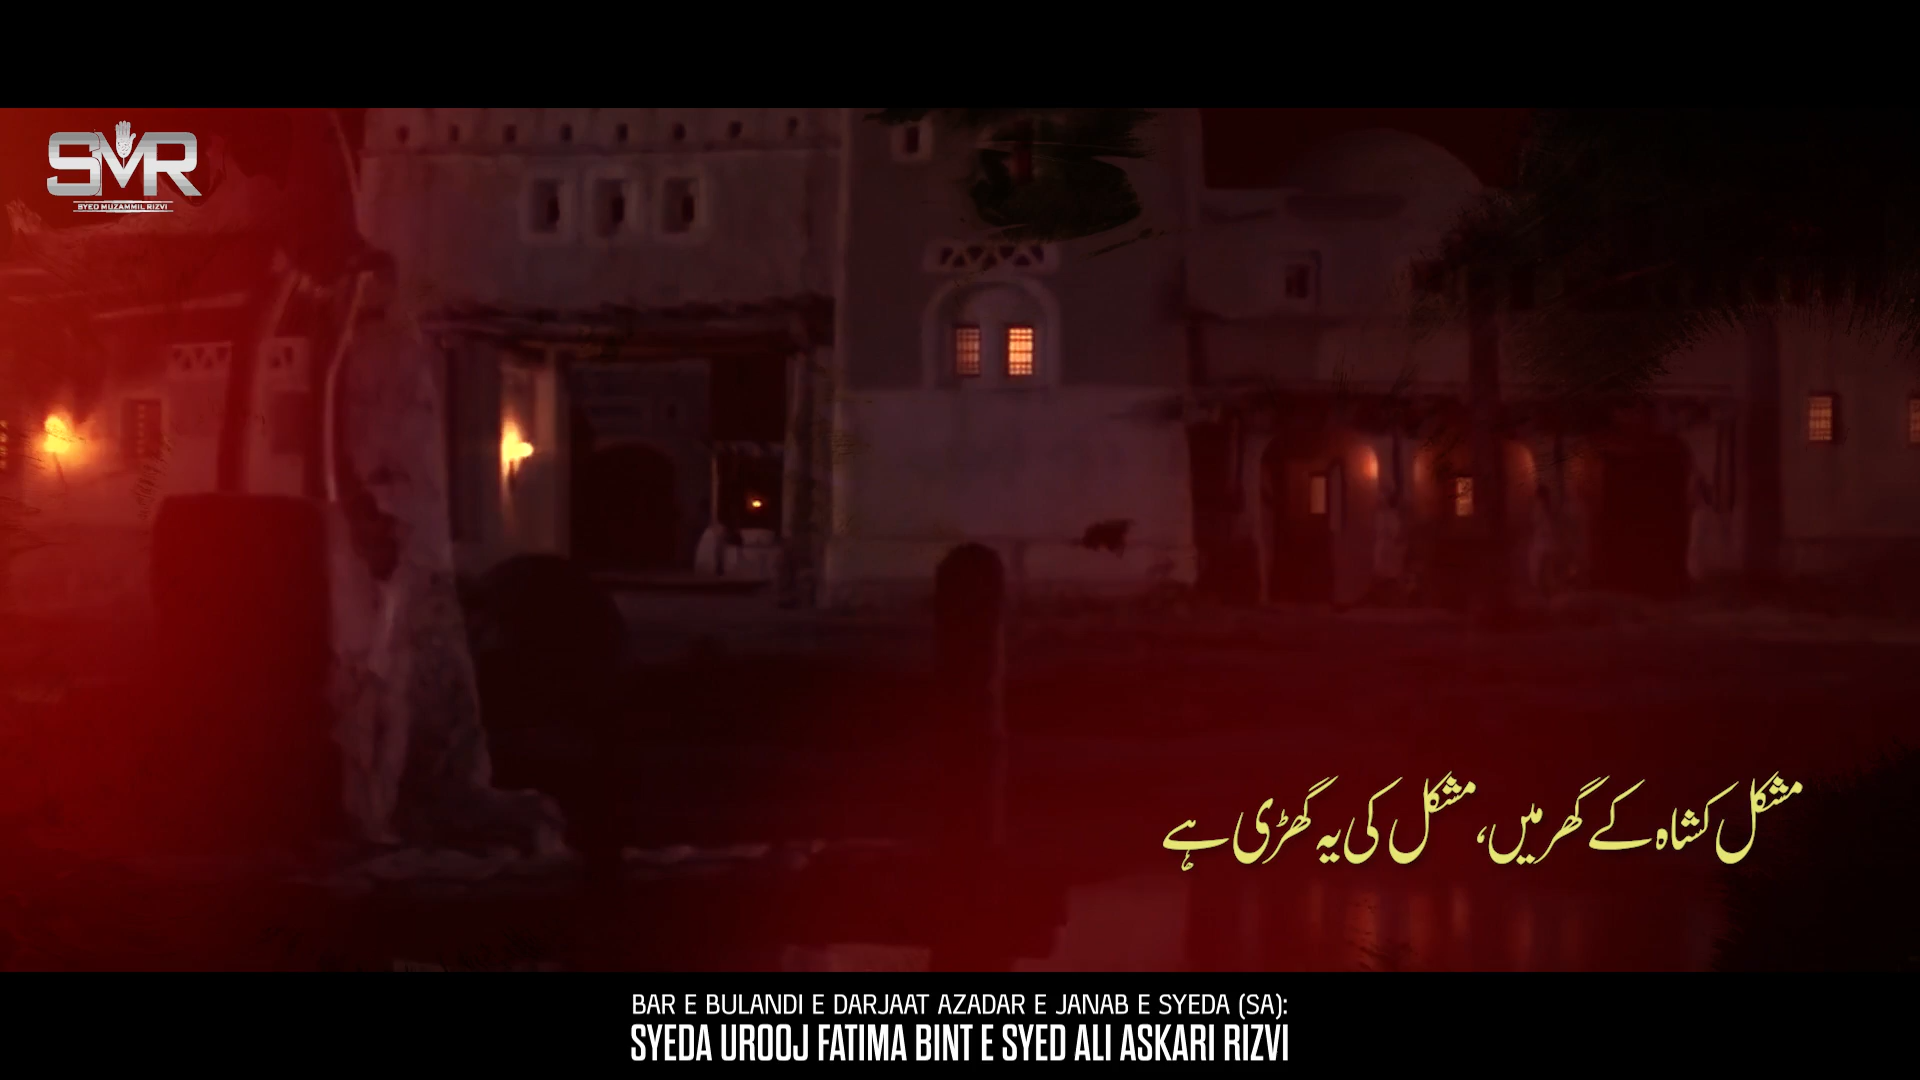 SMR
SYED MUZAMMIL RIZVI
مشکل کشاہ کے گھر میں، مشکل کی یہ گھڑی ہے
BAR E BULANDI E DARJAAT AZADAR E JANAB E SYEDA (SA):
SYEDA UROOJ FATIMA BINT E SYED ALI ASKARI RIZVI